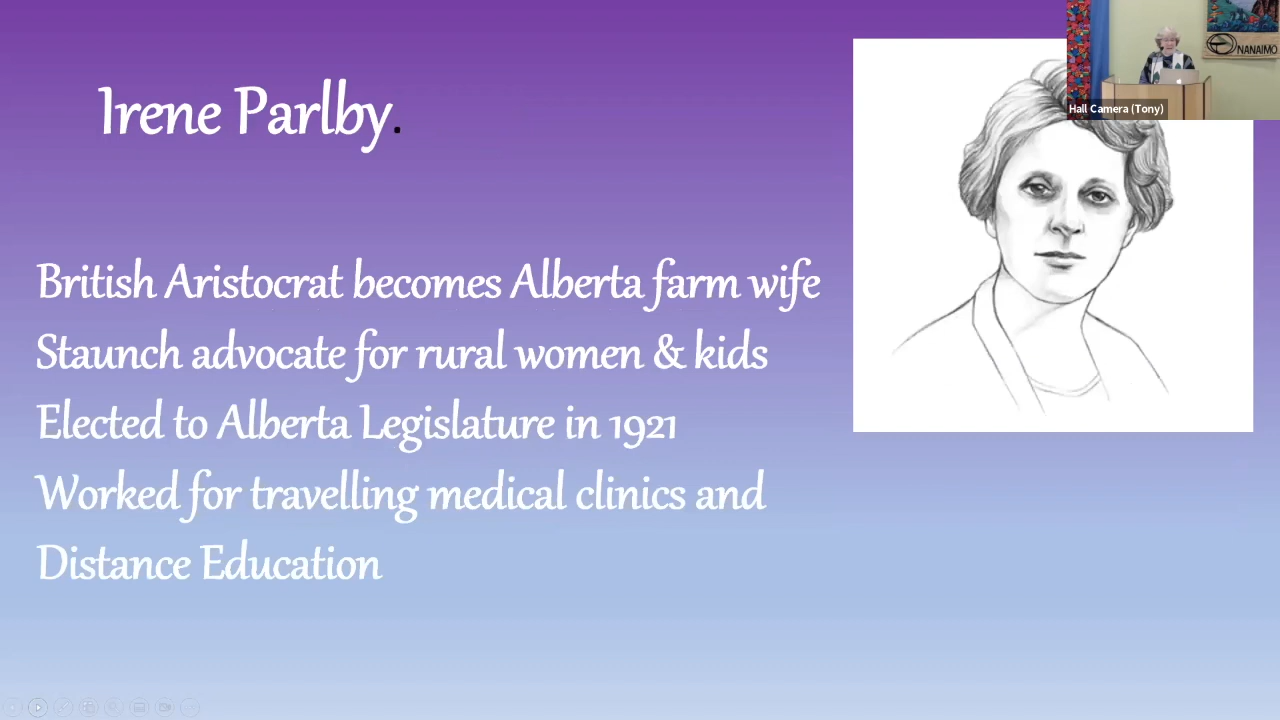 Irene Parlby.
British Aristocrat becomes Alberta farm wife
Staunch advocate for rural women & kids
Elected to Alberta Legislature in 1921
Worked for travelling medical clinics and
Distance Education
NANAIMO
Hall Camera (Tony)